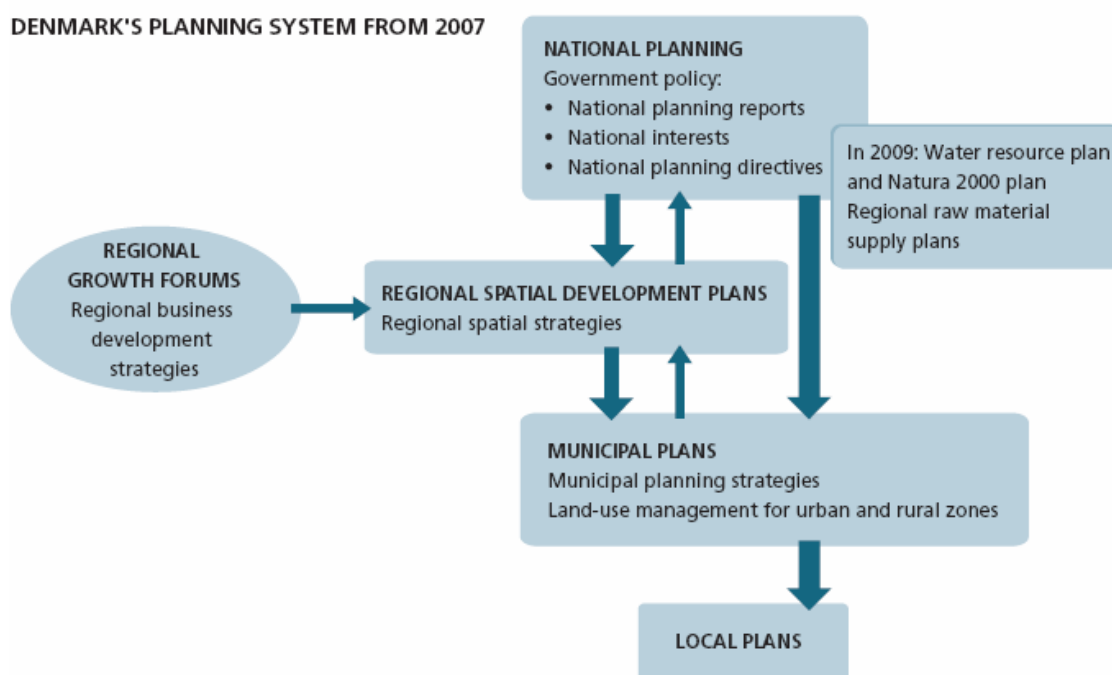 DENMARK'S PLANNING SYSTEM FROM 2007
NATIONAL PLANNING
Government policy:
• National planning reports
• National interests
• National planning directives
In 2009: Water resource plan
and Natura 2000 plan
Regional raw material
supply plans
REGIONAL
GROWTH FORUMS
Regional business
development
strategies
REGIONAL SPATIAL DEVELOPMENT PLANS
Regional spatial strategies
MUNICIPAL PLANS
Municipal planning strategies
Land-use management for urban and rural zones
LOCAL PLANS